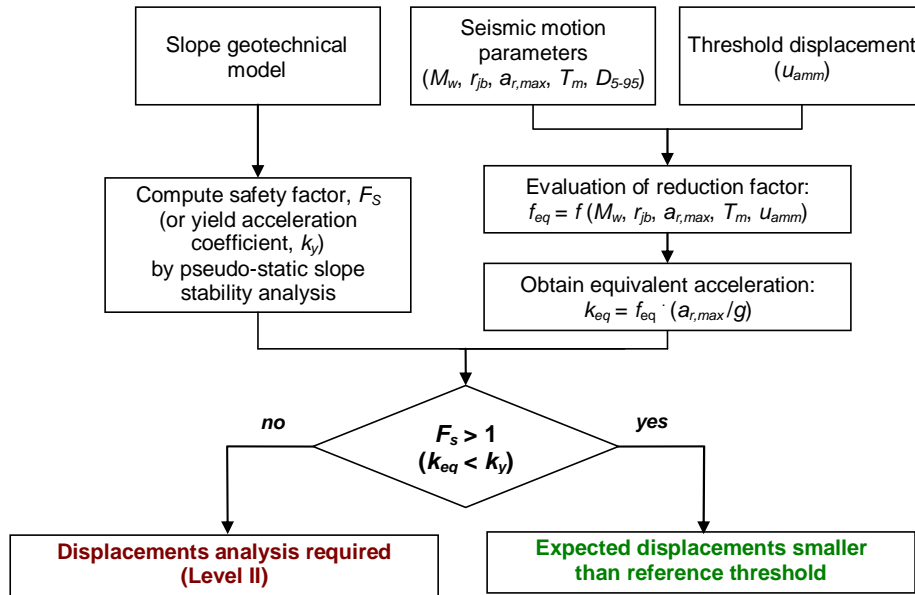 Slope geotechnical
model
Seismic motion
parameters
(Mw, rjb, ar,max, Tm, D5-95)
Threshold displacement
(uamm)
Compute safety factor, FS
(or yield acceleration
coefficient, ky)
by pseudo-static slope
stability analysis
Evaluation of reduction factor:
feq = f (Mw, rjb, ar,max, Tm, uamm)
Obtain equivalent acceleration:
keq = feq · (ar,max/g)
no
yes
Fs > 1
(keq < ky)
Displacements analysis required
(Level II)
Expected displacements smaller
than reference threshold